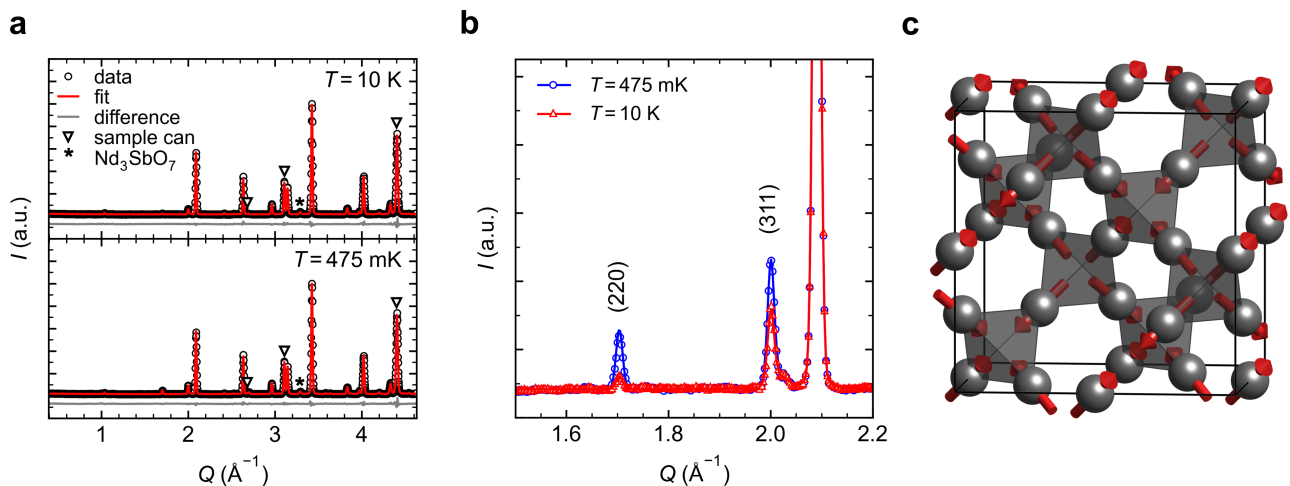 a
data
fit
difference
sample can
Nd₃SbO₇
T = 10 K
T = 475 mK
I (a.u.)
1
2
3
4
Q (Å⁻¹)
b
T = 475 mK
T = 10 K
(220)
(311)
I (a.u.)
1.6
1.8
2.0
2.2
Q (Å⁻¹)
c